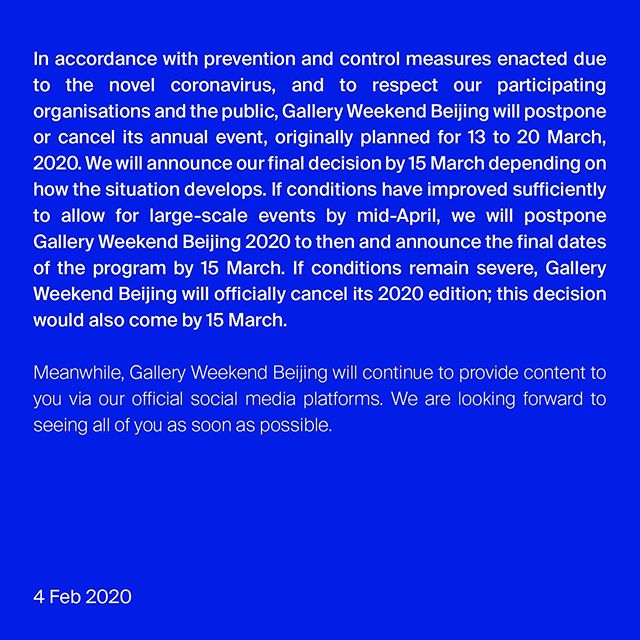 In accordance with prevention and control measures enacted due
to the novel coronavirus, and to respect our participating
organisations and the public, Gallery Weekend Beijing will postpone
or cancel its annual event, originally planned for 13 to 20 March,
2020. We will announce our final decision by 15 March depending on
how the situation develops. If conditions have improved sufficiently
to allow for large-scale events by mid-April, we will postpone
Gallery Weekend Beijing 2020 to then and announce the final dates
of the program by 15 March. If conditions remain severe, Gallery
Weekend Beijing will officially cancel its 2020 edition; this decision
would also come by 15 March.
Meanwhile, Gallery Weekend Beijing will continue to provide content to
you via our official social media platforms. We are looking forward to
seeing all of you as soon as possible.
4 Feb 2020